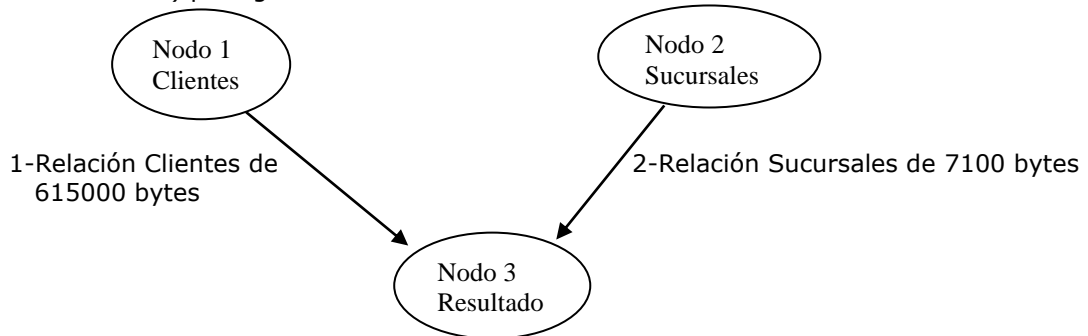 Nodo 1
Clientes
Nodo 2
Sucursales
1-Relación Clientes de
615000 bytes
2-Relación Sucursales de 7100 bytes
Nodo 3
Resultado